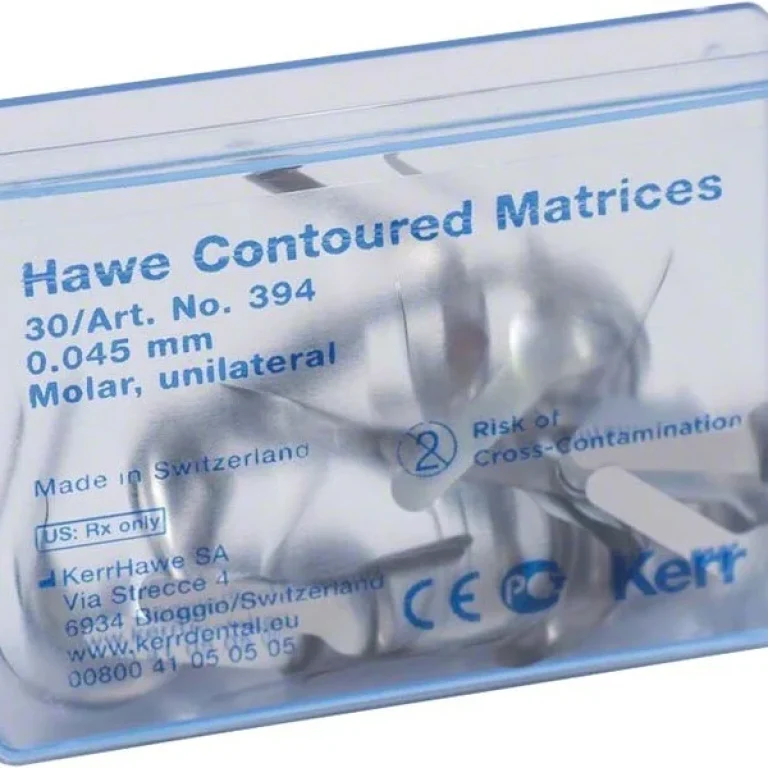 Hawe Contoured Matrices
30/Art. No. 394
0.045 mm
Molar, unilateral
Made in Switzerland
2 Risk of
Cross-Contamination
US: Rx only
KerrHawe SA
Via Strecce 4
6934 Bioggio/Switzerland
www.kerrdental.eu
00800 41 05 05 05
CE
Kerr